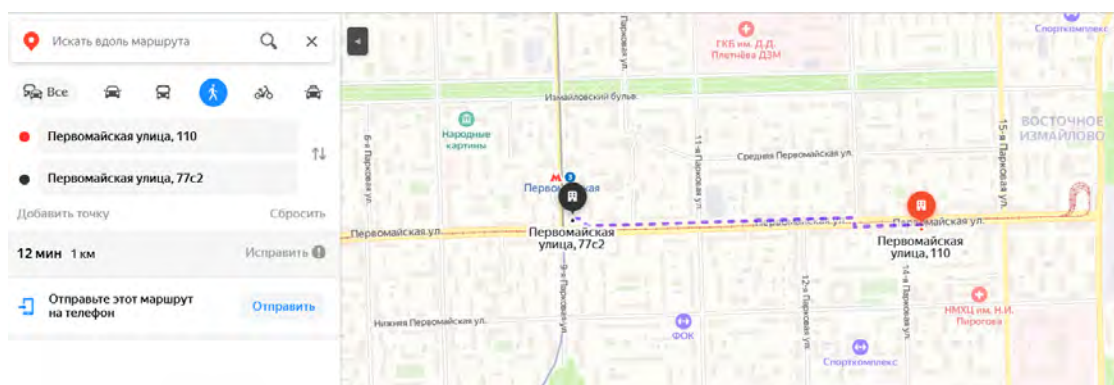 Искать вдоль маршрута
Все
Первомайская улица, 110
Первомайская улица, 77с2
Добавить точку
Сбросить
12 мин 1 км
Исправить
Отправьте этот маршрут
на телефон
Отправить
Парковая ул.
ГКБ им. Д.Д.
Плетнёва ДЗМ
Спорткомплекс
Измайловский бульв.
Народные
картины
6-я Парковая ул.
11-я Парковая ул.
Средняя Первомайская ул.
15-я Парковая ул.
ВОСТОЧНОЕ
ИЗМАЙЛОВО
М 3
Первомайская ул.
Первомайская
улица, 77с2
Первомайская ул.
Первомайская
улица, 110
9-я Парковая ул.
12-я Парковая ул.
14-я Парковая ул.
Нижняя Первомайская ул.
ФОК
НМХЦ им. Н.И.
Пирогова
Спорткомплекс